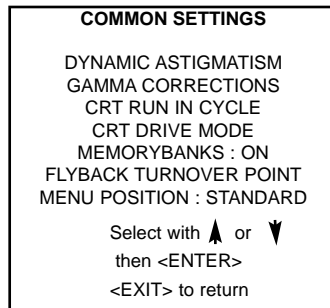 COMMON SETTINGS
DYNAMIC ASTIGMATISM
GAMMA CORRECTIONS
CRT RUN IN CYCLE
CRT DRIVE MODE
MEMORYBANKS : ON
FLYBACK TURNOVER POINT
MENU POSITION : STANDARD
Select with or
then <ENTER>
<EXIT> to return